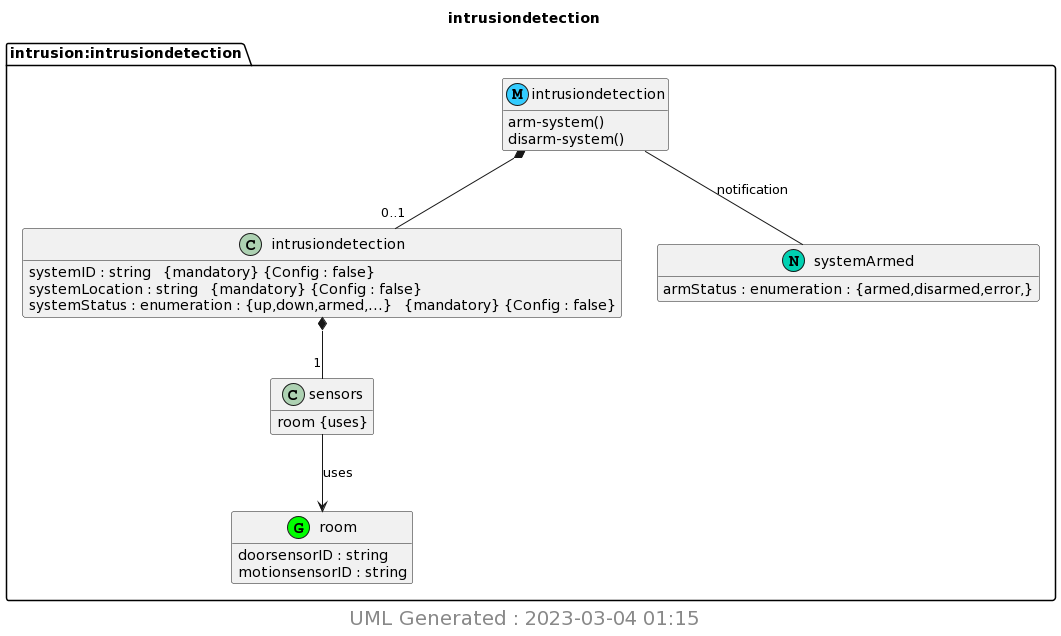 intrusiondetection
intrusion:intrusiondetection
M intrusiondetection
arm-system()
disarm-system()
notification
0..1
C intrusiondetection
systemID : string {mandatory} {Config : false}
systemLocation : string {mandatory} {Config : false}
systemStatus : enumeration : {up,down,armed,...} {mandatory} {Config : false}
N systemArmed
armStatus : enumeration : {armed,disarmed,error,}
1
C sensors
room {uses}
uses
G room
doorsensorID : string
motionsensorID : string
UML Generated : 2023-03-04 01:15